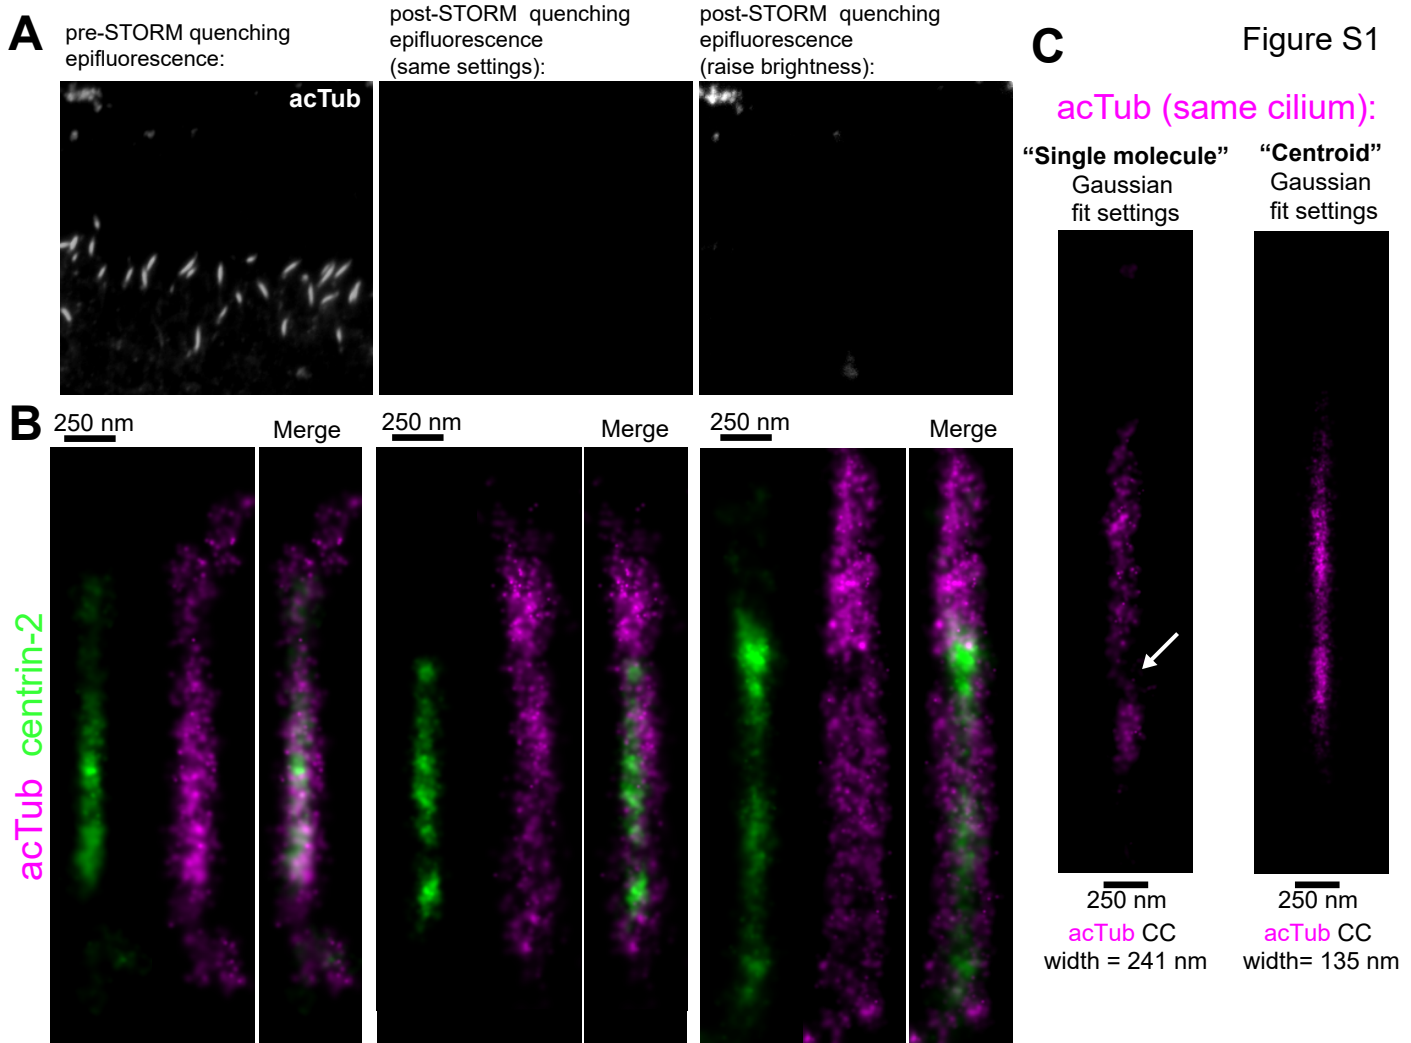 A
pre-STORM quenching
epifluorescence:
post-STORM quenching
epifluorescence
(same settings):
post-STORM quenching
epifluorescence
(raise brightness):
acTub
B
250 nm
Merge
250 nm
Merge
250 nm
Merge
acTub centrin-2
C
Figure S1
acTub (same cilium):
“Single molecule”
Gaussian
fit settings
“Centroid”
Gaussian
fit settings
250 nm
acTub CC
width = 241 nm
250 nm
acTub CC
width= 135 nm